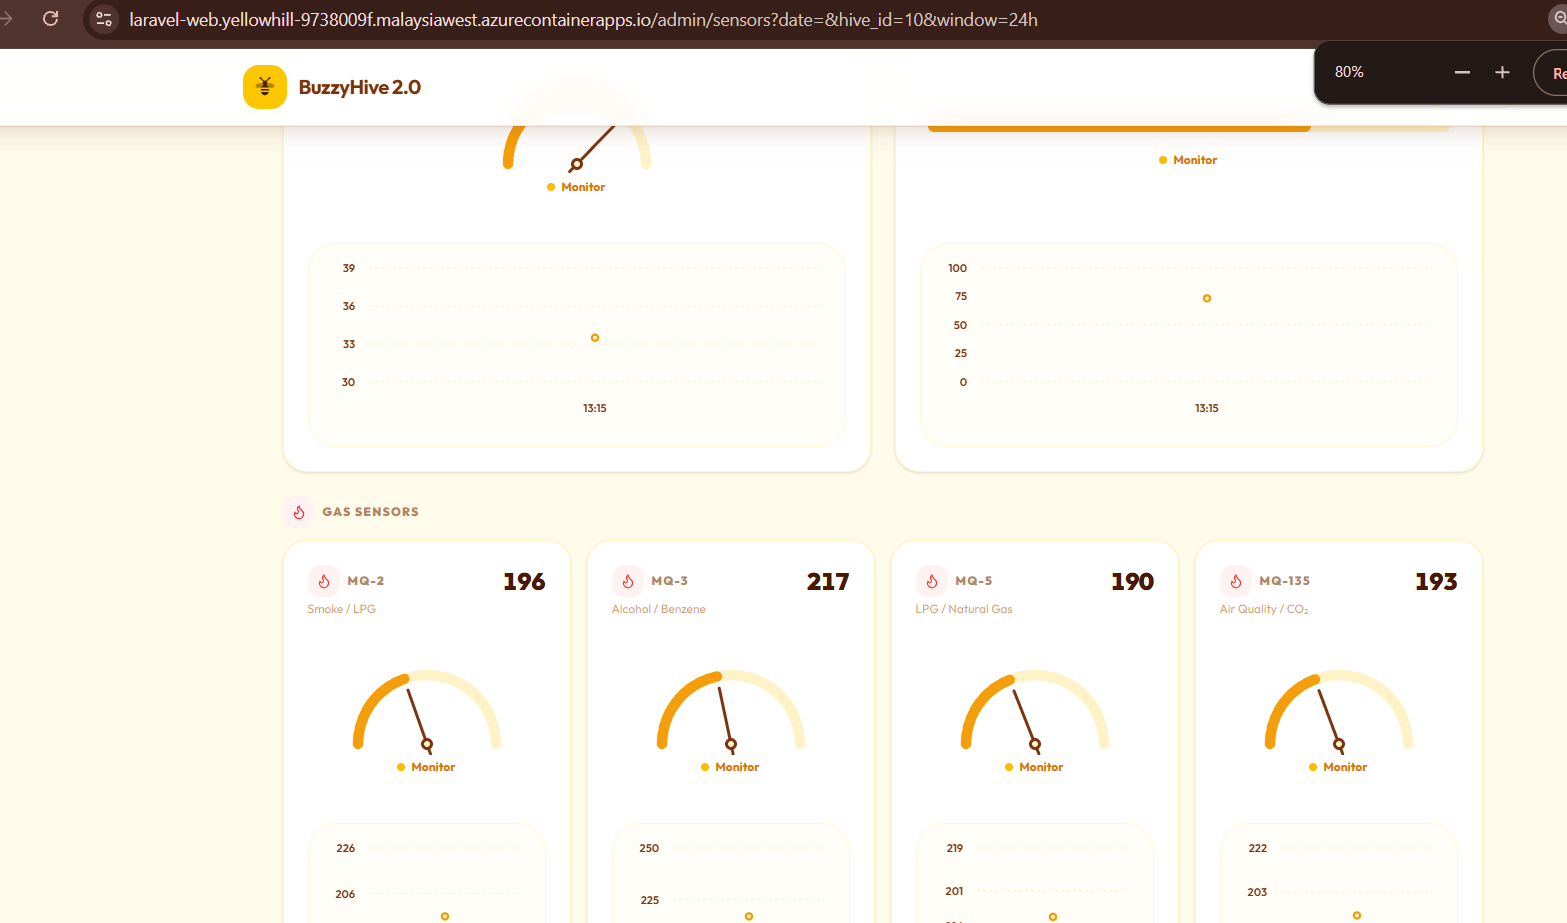 laravel-web.yellowhill-9738009f.malaysiawest.azurecontainerapps.io/admin/sensors?date=&hive_id=10&window=24h
80%
BuzzyHive 2.0
Monitor
Monitor
39
36
33
30
13:15
100
75
50
25
0
13:15
GAS SENSORS
MQ-2
196
Smoke / LPG
Monitor
226
206
MQ-3
217
Alcohol / Benzene
Monitor
250
225
MQ-5
190
LPG / Natural Gas
Monitor
219
201
MQ-135
193
Air Quality / CO₂
Monitor
222
203